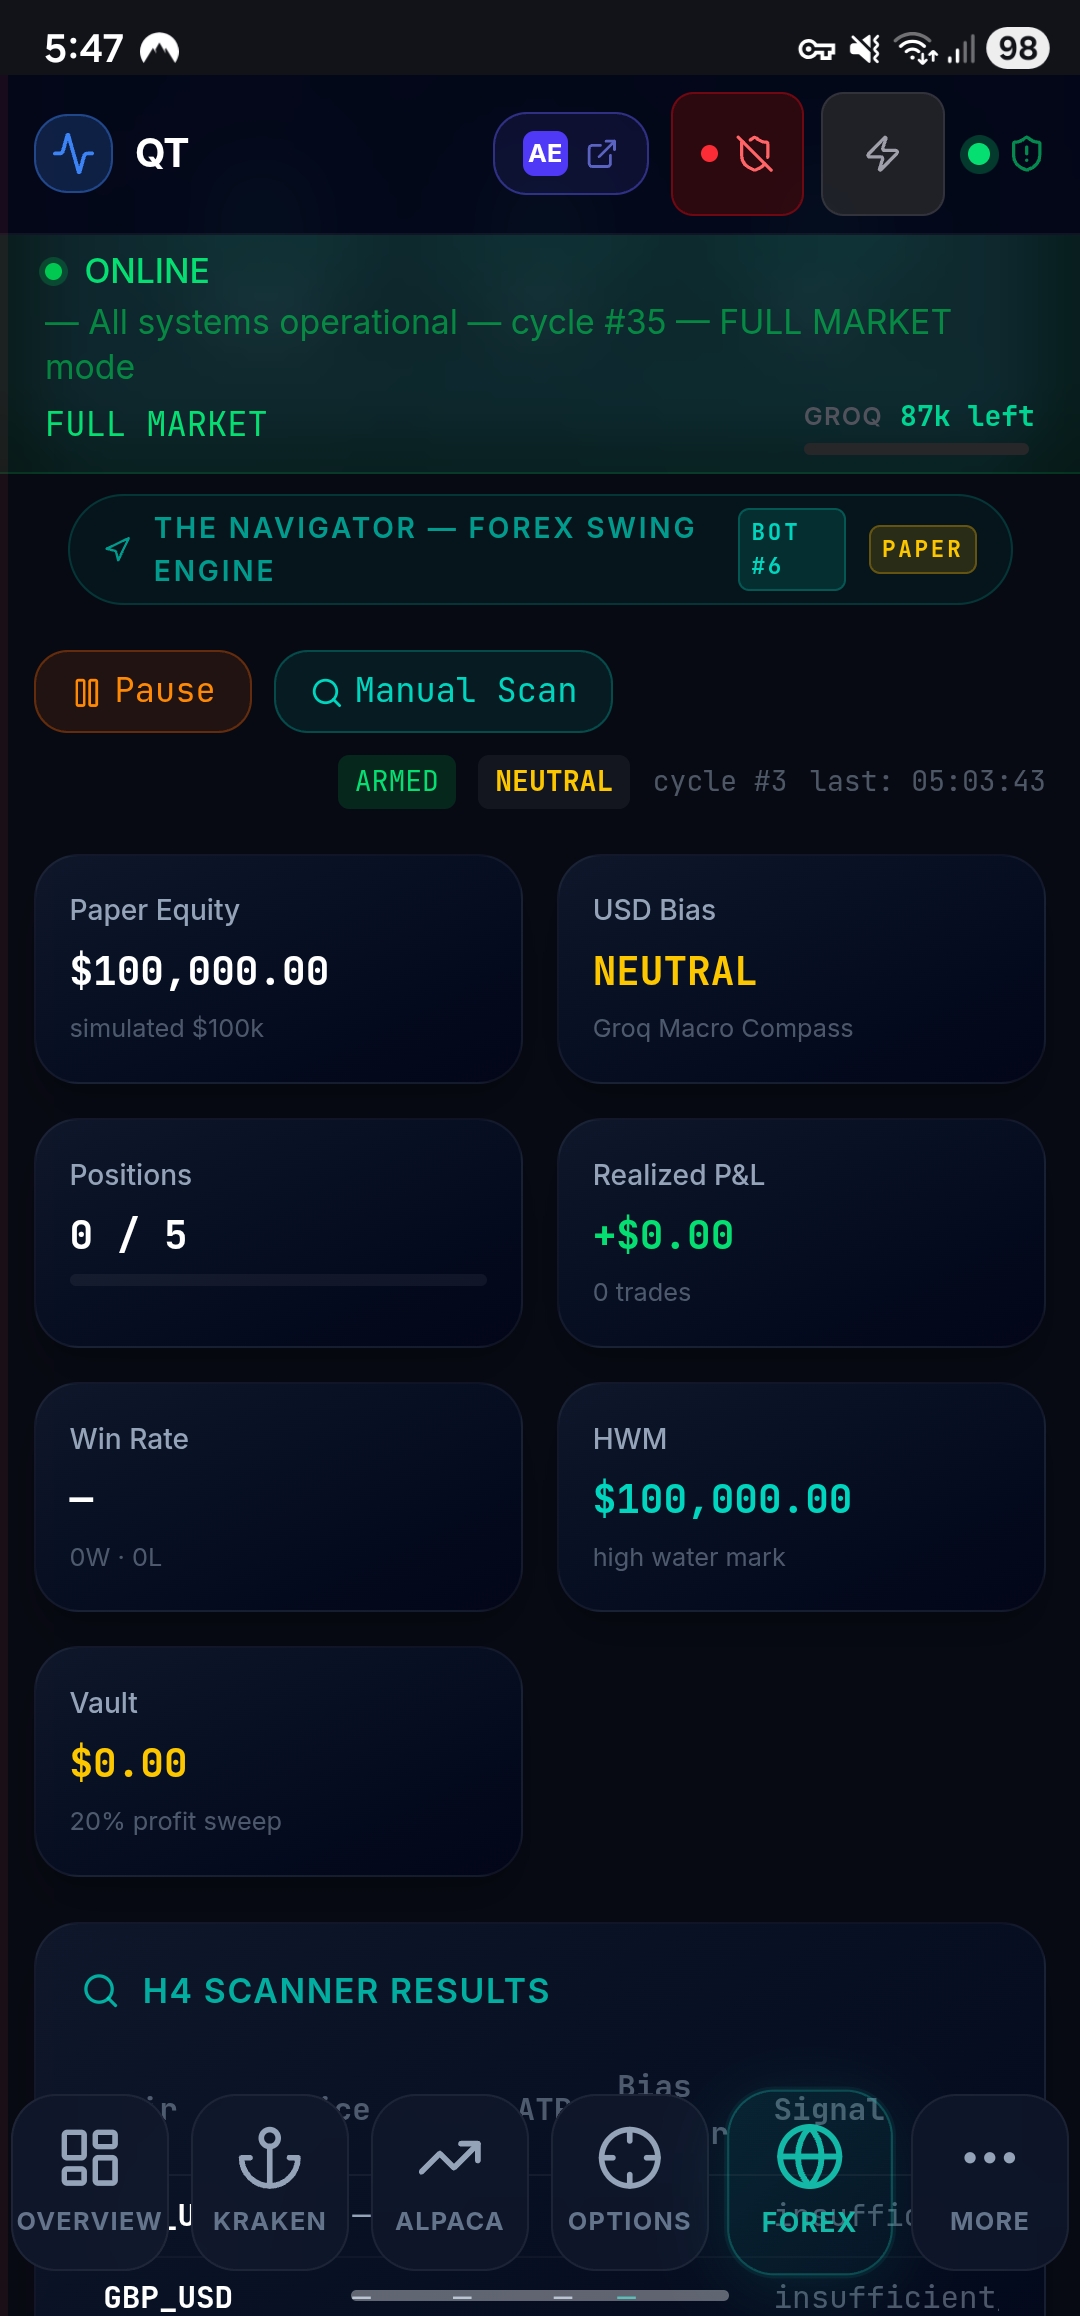 5:47
98
QT
AE
ONLINE
— All systems operational — cycle #35 — FULL MARKET
mode
FULL MARKET
GROQ 87k left
THE NAVIGATOR — FOREX SWING
ENGINE
BOT
#6
PAPER
Pause
Manual Scan
ARMED NEUTRAL cycle #3 last: 05:03:43
Paper Equity
$100,000.00
simulated $100k
USD Bias
NEUTRAL
Groq Macro Compass
Positions
0 / 5
Realized P&L
+$0.00
0 trades
Win Rate
—
0W · 0L
HWM
$100,000.00
high water mark
Vault
$0.00
20% profit sweep
H4 SCANNER RESULTS
Bias
ATR
Signal
OVERVIEW KRAKEN ALPACA OPTIONS FOREX MORE
GBP_USD — — — — insufficient_